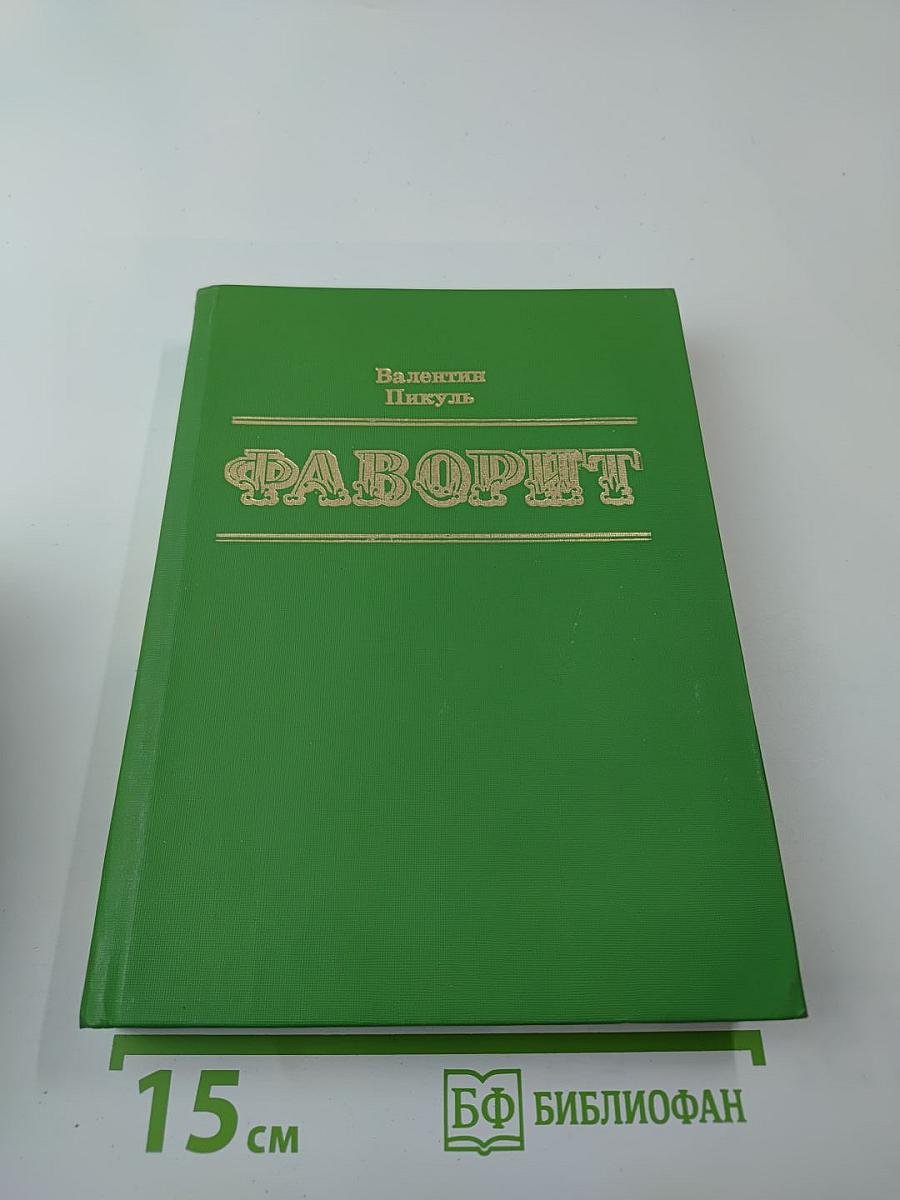 Валентин
Пикуль
ФАВОРИТ
15 см
БФ БИБЛИОФАН